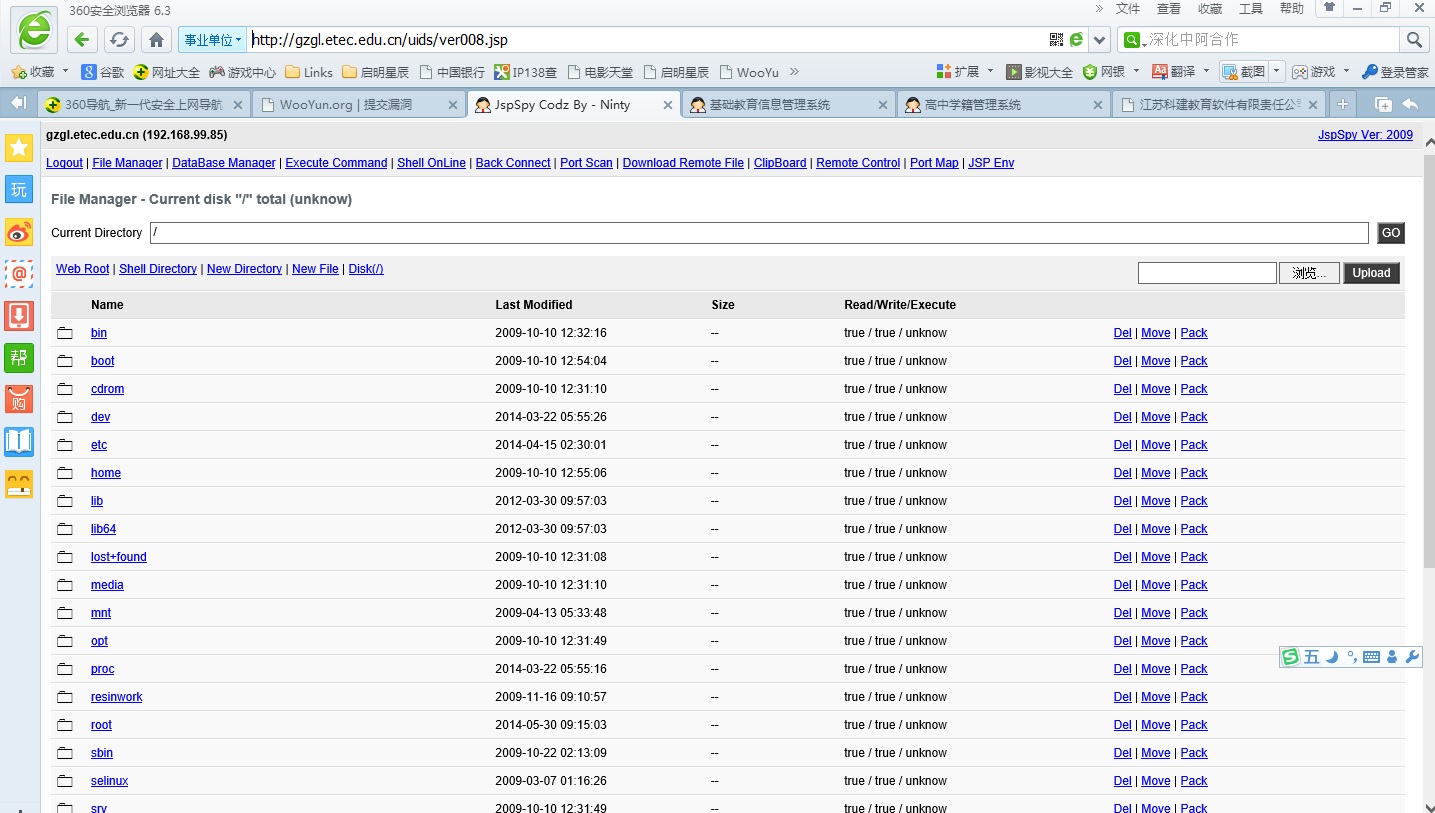 360安全浏览器 6.3
» 文件 查看 收藏 工具 帮助
事业单位 http://gzgl.etec.edu.cn/uids/ver008.jsp 深化中阿合作
收藏 谷歌 网址大全 游戏中心 Links 启明星辰 中国银行 IP138查 电影天堂 启明星辰 WooYu » 扩展 影视大全 网银 翻译 截图 游戏 登录管家
360导航_新一代安全上网导航 WooYun.org | 提交漏洞 JspSpy Codz By - Ninty 基础教育信息管理系统 高中学籍管理系统 江苏科建教育软件有限责任公
gzgl.etec.edu.cn (192.168.99.85) JspSpy Ver: 2009
Logout | File Manager | DataBase Manager | Execute Command | Shell OnLine | Back Connect | Port Scan | Download Remote File | ClipBoard | Remote Control | Port Map | JSP Env
玩
File Manager - Current disk "/" total (unknow)
Current Directory / GO
Web Root | Shell Directory | New Directory | New File | Disk(/) 浏览... Upload
Name Last Modified Size Read/Write/Execute
bin 2009-10-10 12:32:16 -- true / true / unknow Del | Move | Pack
帮 boot 2009-10-10 12:54:04 -- true / true / unknow Del | Move | Pack
cdrom 2009-10-10 12:31:10 -- true / true / unknow Del | Move | Pack
购
dev 2014-03-22 05:55:26 -- true / true / unknow Del | Move | Pack
etc 2014-04-15 02:30:01 -- true / true / unknow Del | Move | Pack
home 2009-10-10 12:55:06 -- true / true / unknow Del | Move | Pack
lib 2012-03-30 09:57:03 -- true / true / unknow Del | Move | Pack
lib64 2012-03-30 09:57:03 -- true / true / unknow Del | Move | Pack
lost+found 2009-10-10 12:31:08 -- true / true / unknow Del | Move | Pack
media 2009-10-10 12:31:10 -- true / true / unknow Del | Move | Pack
mnt 2009-04-13 05:33:48 -- true / true / unknow Del | Move | Pack
opt 2009-10-10 12:31:49 -- true / true / unknow Del | Move | Pack
五
proc 2014-03-22 05:55:16 -- true / true / unknow Del | Move | Pack
resinwork 2009-11-16 09:10:57 -- true / true / unknow Del | Move | Pack
root 2014-05-30 09:15:03 -- true / true / unknow Del | Move | Pack
sbin 2009-10-22 02:13:09 -- true / true / unknow Del | Move | Pack
selinux 2009-03-07 01:16:26 -- true / true / unknow Del | Move | Pack
srv 2009-10-10 12:31:49 -- true / true / unknow Del | Move | Pack